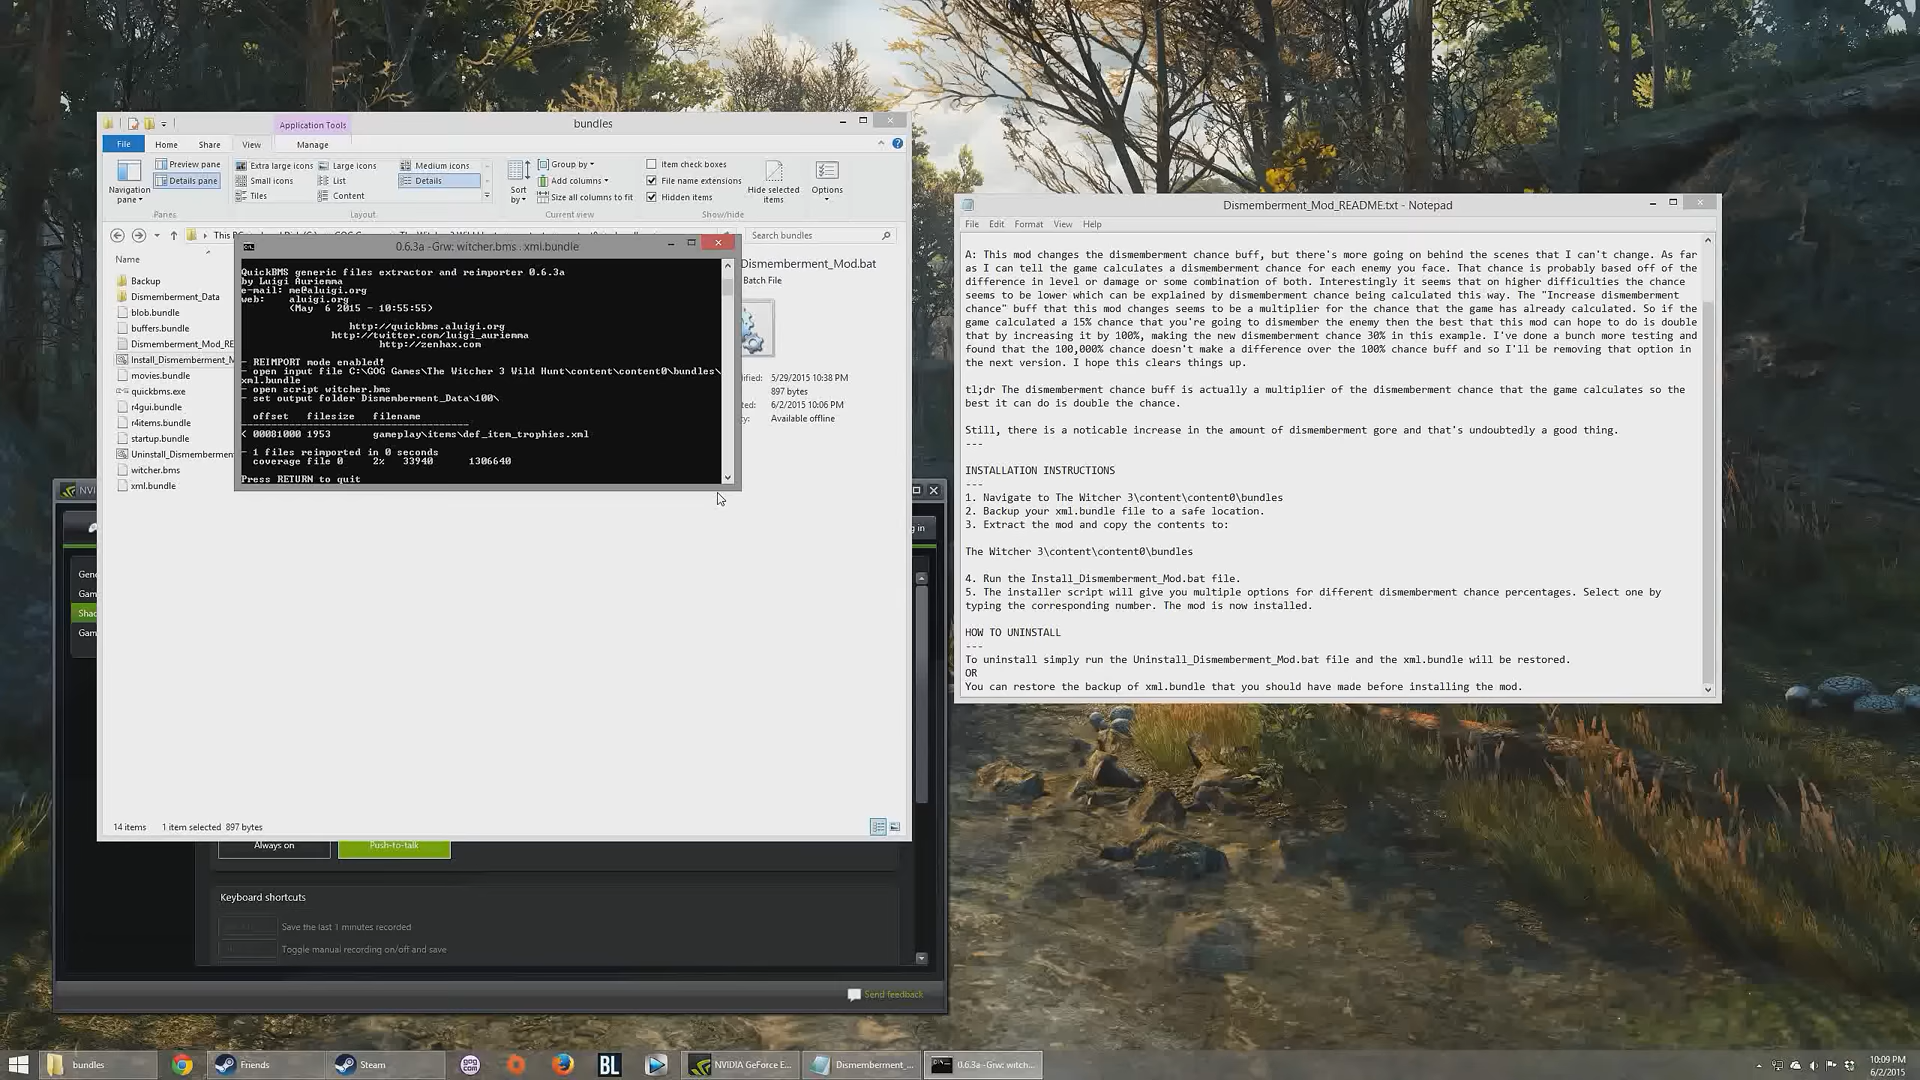 Application Tools
bundles
File Home Share View Manage
Navigation pane
Preview pane
Details pane
Panes
Extra large icons Large icons Medium icons
Small icons List Details
Tiles Content
Layout
Sort by
Group by
Add columns
Size all columns to fit
Current view
Item check boxes
File name extensions
Hidden items
Hide selected items
Show/hide
Options
Search bundles
Name
Backup
Dismemberment_Data
blob.bundle
buffers.bundle
Dismemberment_Mod_RE
Install_Dismemberment_M
movies.bundle
quickbms.exe
r4gui.bundle
r4items.bundle
startup.bundle
Uninstall_Dismemberment
witcher.bms
xml.bundle
Dismemberment_Mod.bat
Batch File
5/29/2015 10:38 PM
897 bytes
6/2/2015 10:06 PM
Available offline
14 items 1 item selected 897 bytes
0.6.3a -Grw: witcher.bms . xml.bundle
QuickBMS generic files extractor and reimporter 0.6.3a
by Luigi Auriemma
e-mail: me@aluigi.org
web: aluigi.org
(May 6 2015 - 10:55:55)
http://quickbms.aluigi.org
http://twitter.com/luigi_auriemma
http://zenhax.com
- REIMPORT mode enabled!
- open input file C:\GOG Games\The Witcher 3 Wild Hunt\content\content0\bundles\
xml.bundle
- open script witcher.bms
- set output folder Dismemberment_Data\100\
offset filesize filename
--------------------------------------
< 00081000 1953 gameplay\items\def_item_trophies.xml
- 1 files reimported in 0 seconds
coverage file 0 2% 33940 1306640
Press RETURN to quit
Dismemberment_Mod_README.txt - Notepad
File Edit Format View Help
A: This mod changes the dismemberment chance buff, but there's more going on behind the scenes that I can't change. As far
as I can tell the game calculates a dismemberment chance for each enemy you face. That chance is probably based off of the
difference in level or damage or some combination of both. Interestingly it seems that on higher difficulties the chance
seems to be lower which can be explained by dismemberment chance being calculated this way. The "Increase dismemberment
chance" buff that this mod changes seems to be a multiplier for the chance that the game has already calculated. So if the
game calculated a 15% chance that you're going to dismember the enemy then the best that this mod can hope to do is double
that by increasing it by 100%, making the new dismemberment chance 30% in this example. I've done a bunch more testing and
found that the 100,000% chance doesn't make a difference over the 100% chance buff and so I'll be removing that option in
the next version. I hope this clears things up.
tl;dr The dismemberment chance buff is actually a multiplier of the dismemberment chance that the game calculates so the
best it can do is double the chance.
Still, there is a noticable increase in the amount of dismemberment gore and that's undoubtedly a good thing.
---
INSTALLATION INSTRUCTIONS
---
1. Navigate to The Witcher 3\content\content0\bundles
2. Backup your xml.bundle file to a safe location.
3. Extract the mod and copy the contents to:
The Witcher 3\content\content0\bundles
4. Run the Install_Dismemberment_Mod.bat file.
5. The installer script will give you multiple options for different dismemberment chance percentages. Select one by
typing the corresponding number. The mod is now installed.
HOW TO UNINSTALL
---
To uninstall simply run the Uninstall_Dismemberment_Mod.bat file and the xml.bundle will be restored.
OR
You can restore the backup of xml.bundle that you should have made before installing the mod.
Always on Push-to-talk
Keyboard shortcuts
Save the last 1 minutes recorded
Toggle manual recording on/off and save
Send feedback
bundles
Friends
Steam
BL
NVIDIA GeForce E...
Dismemberment_...
0.6.3a -Grw: witch...
10:09 PM
6/2/2015